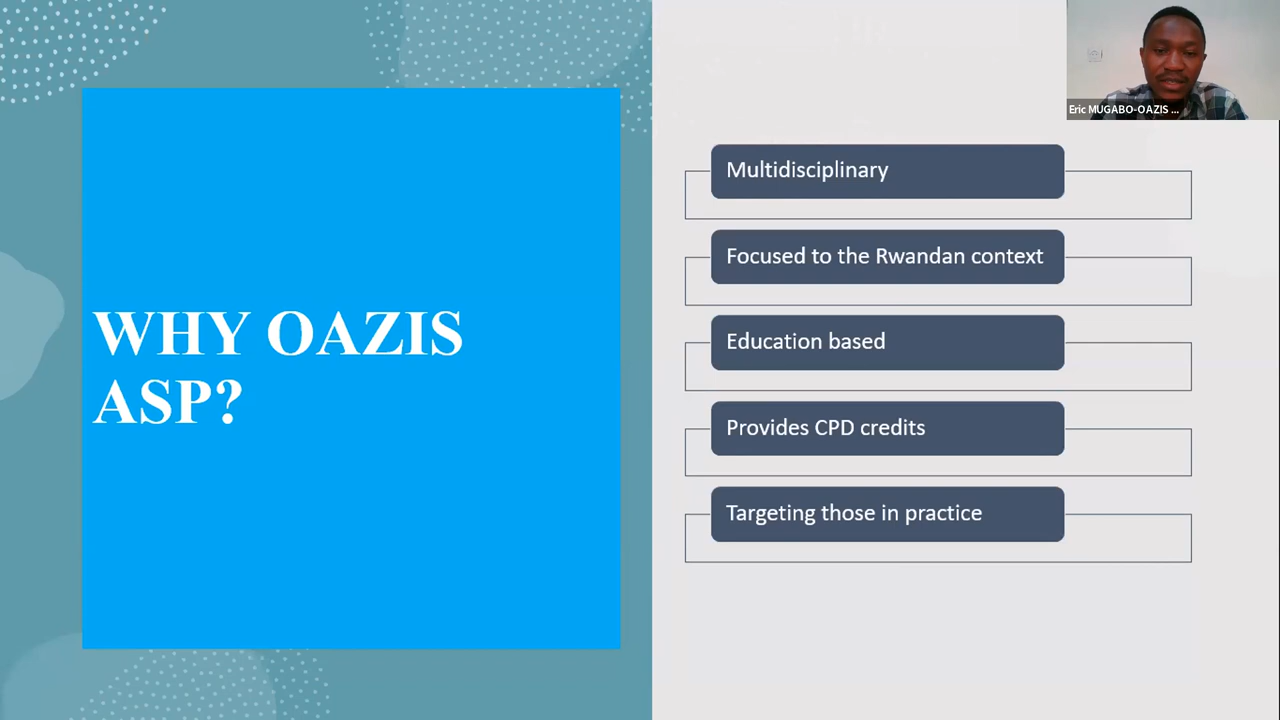 WHY OAZIS
ASP?
Multidisciplinary
Focused to the Rwandan context
Education based
Provides CPD credits
Targeting those in practice
Eric MUGABO-OAZIS ...